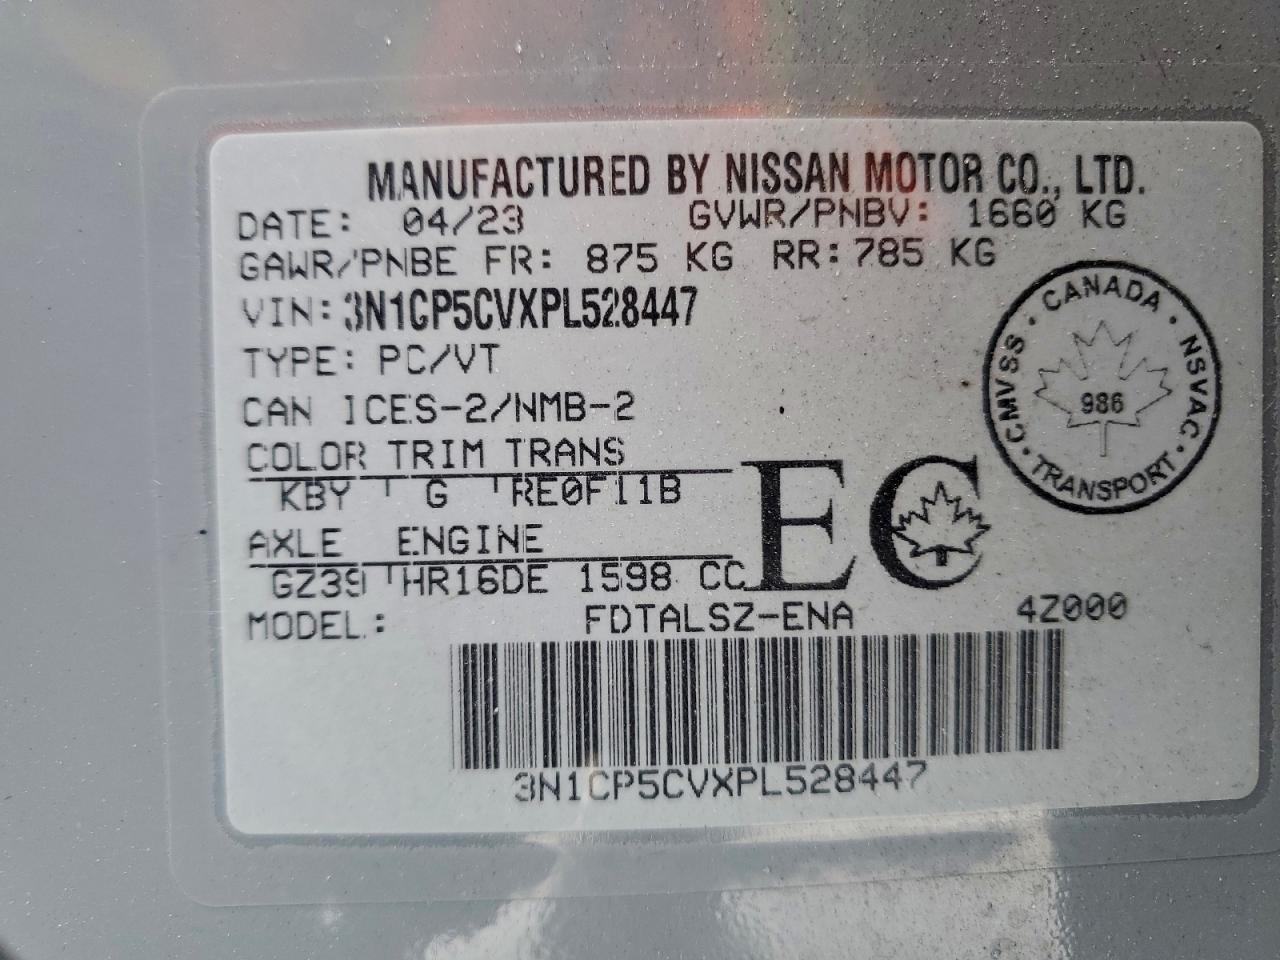 MANUFACTURED BY NISSAN MOTOR CO., LTD.
DATE: 04/23 GVWR/PNBV: 1660 KG
GAWR/PNBE FR: 875 KG RR: 785 KG
VIN: 3N1CP5CVXPL528447
TYPE: PC/VT
CAN ICES-2/NMB-2
COLOR TRIM TRANS
KBY G RE0F11B
AXLE ENGINE
GZ39 HR16DE 1598 CC
MODEL: FDTALSZ-ENA 4Z000
3N1CP5CVXPL528447
EC
CANADA · NSVAC · TRANSPORT · CMVSS ·
986